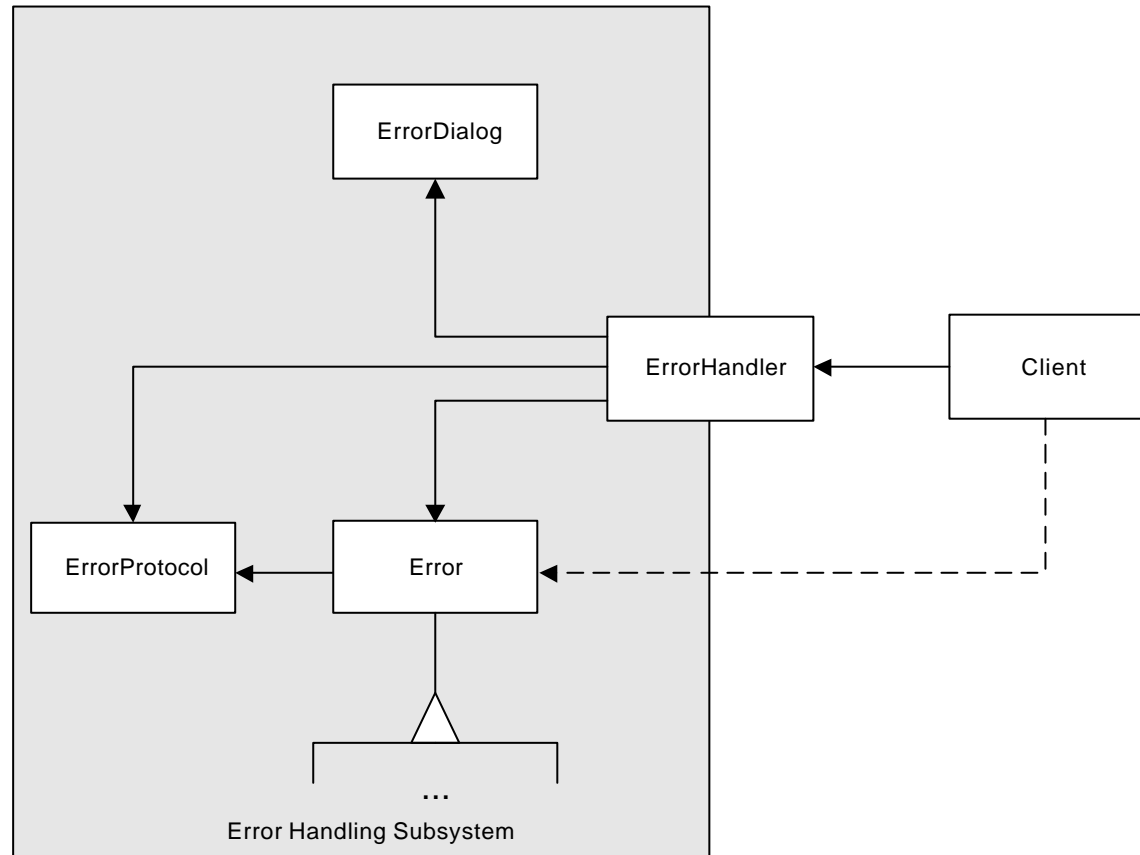 ErrorDialog
ErrorHandler
Client
ErrorProtocol
Error
...
Error Handling Subsystem